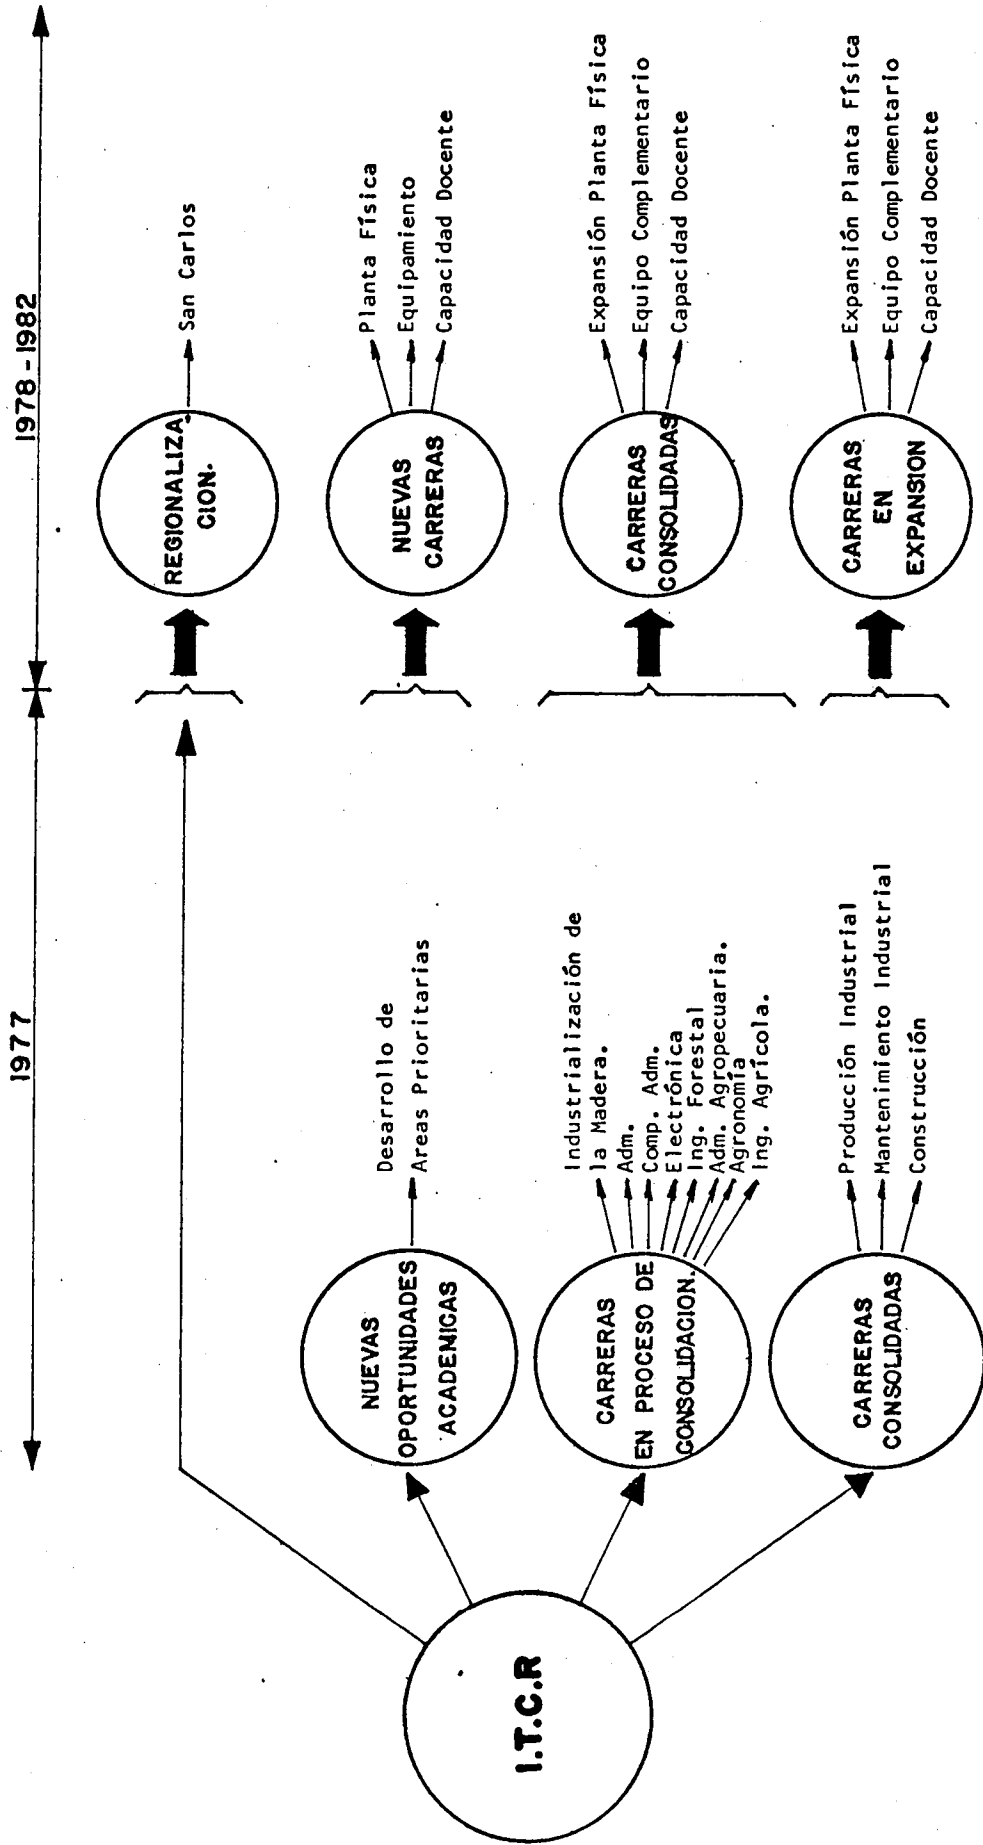 1977
1978-1982
I.T.C.R
NUEVAS
OPORTUNIDADES
ACADEMICAS
Desarrollo de
Areas Prioritarias
CARRERAS
EN PROCESO DE
CONSOLIDACION.
Industrialización de
la Madera.
Adm.
Comp. Adm.
Electrónica
Ing. Forestal
Adm. Agropecuaria.
Agronomía
Ing. Agrícola.
CARRERAS
CONSOLIDADAS
Producción Industrial
Mantenimiento Industrial
Construcción
REGIONALIZA
CION.
San Carlos
NUEVAS
CARRERAS
Planta Física
Equipamiento
Capacidad Docente
CARRERAS
CONSOLIDADAS
Expansión Planta Física
Equipo Complementario
Capacidad Docente
CARRERAS
EN
EXPANSION
Expansión Planta Física
Equipo Complementario
Capacidad Docente